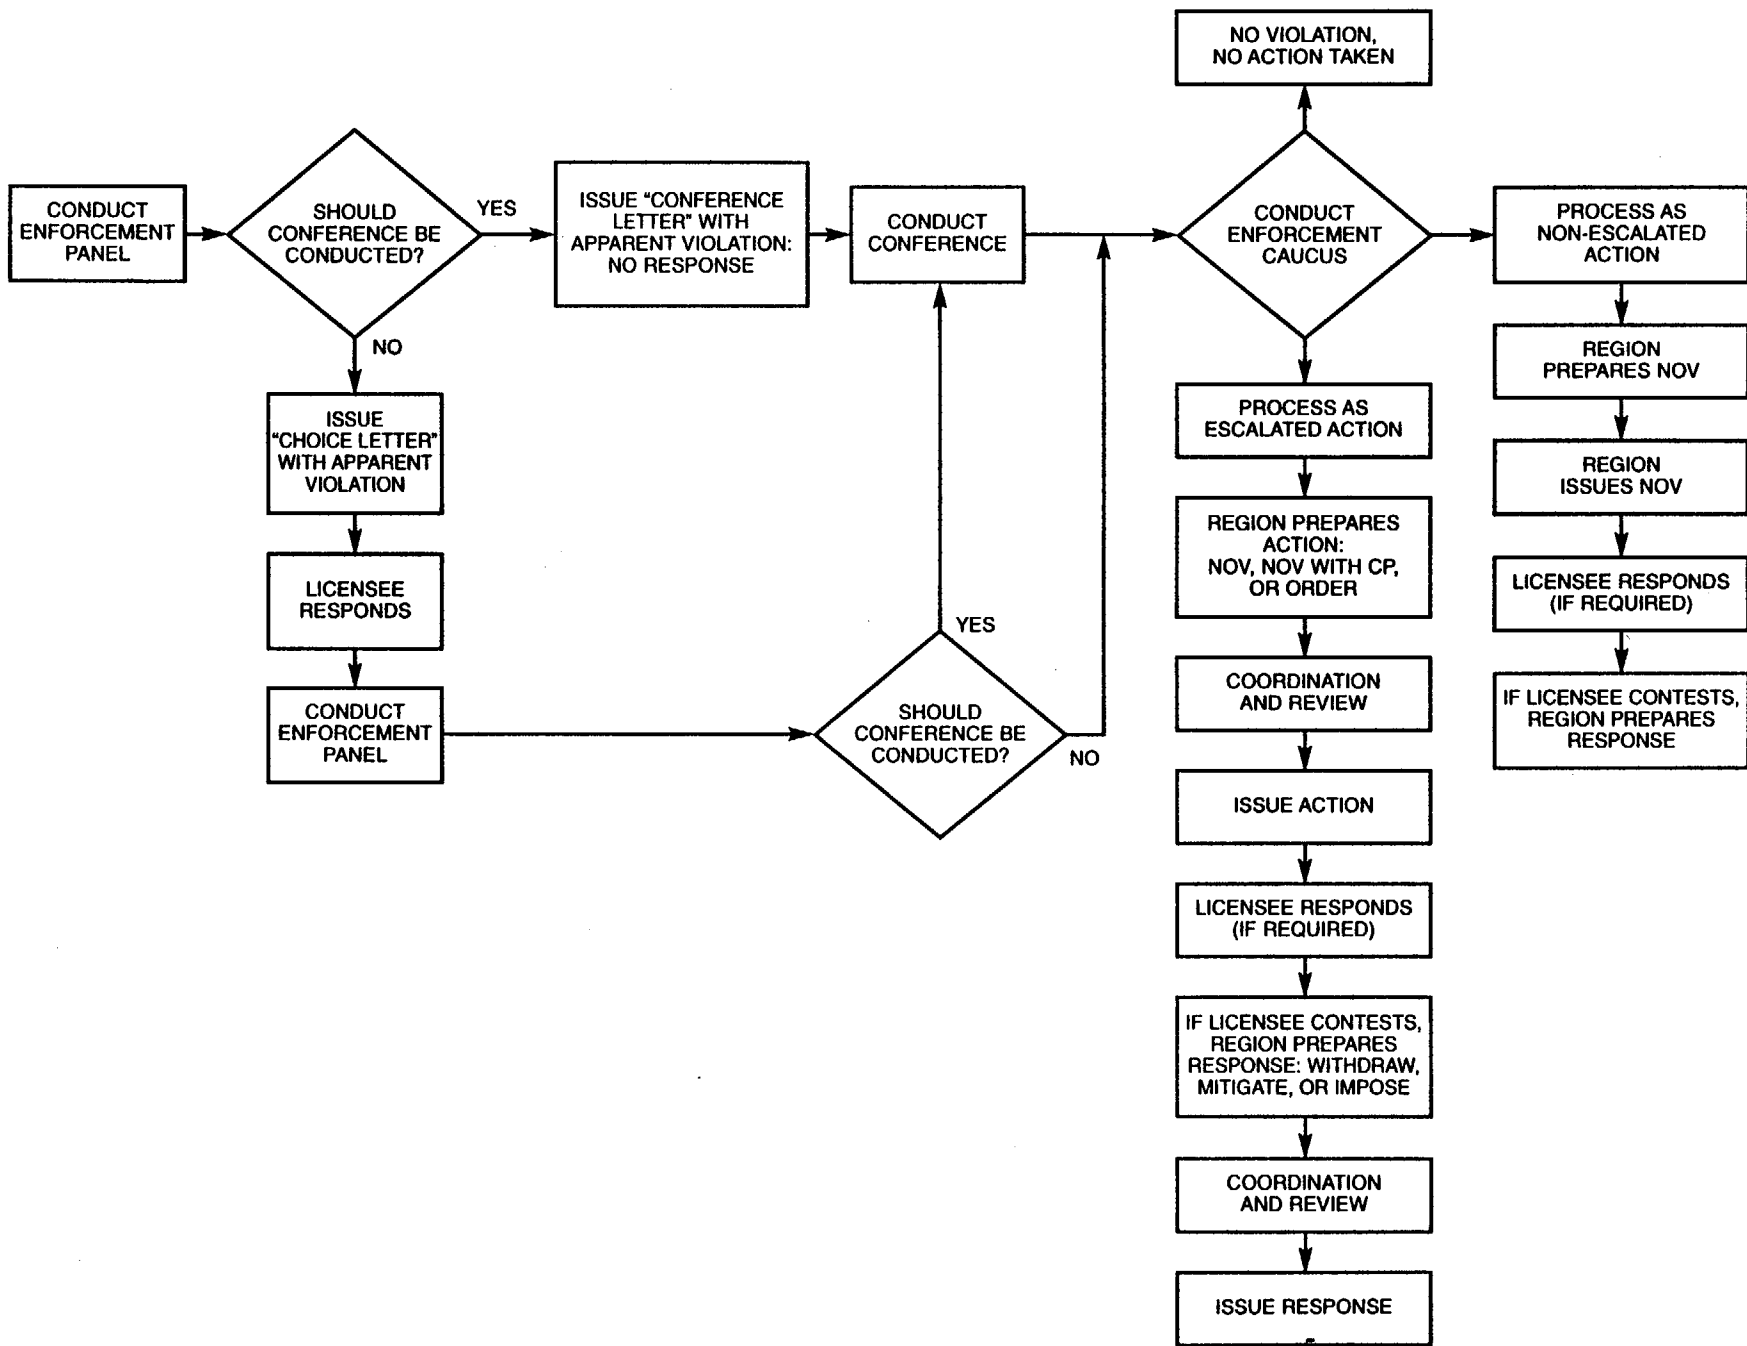 NO VIOLATION,
NO ACTION TAKEN
CONDUCT
ENFORCEMENT
PANEL
SHOULD
CONFERENCE BE
CONDUCTED?
YES
ISSUE "CONFERENCE
LETTER" WITH
APPARENT VIOLATION:
NO RESPONSE
CONDUCT
CONFERENCE
CONDUCT
ENFORCEMENT
CAUCUS
PROCESS AS
NON-ESCALATED
ACTION
NO
ISSUE
"CHOICE LETTER"
WITH APPARENT
VIOLATION
LICENSEE
RESPONDS
CONDUCT
ENFORCEMENT
PANEL
SHOULD
CONFERENCE BE
CONDUCTED?
YES
NO
PROCESS AS
ESCALATED ACTION
REGION PREPARES
ACTION:
NOV, NOV WITH CP,
OR ORDER
COORDINATION
AND REVIEW
ISSUE ACTION
LICENSEE RESPONDS
(IF REQUIRED)
IF LICENSEE CONTESTS,
REGION PREPARES
RESPONSE: WITHDRAW,
MITIGATE, OR IMPOSE
COORDINATION
AND REVIEW
ISSUE RESPONSE
REGION
PREPARES NOV
REGION
ISSUES NOV
LICENSEE RESPONDS
(IF REQUIRED)
IF LICENSEE CONTESTS,
REGION PREPARES
RESPONSE